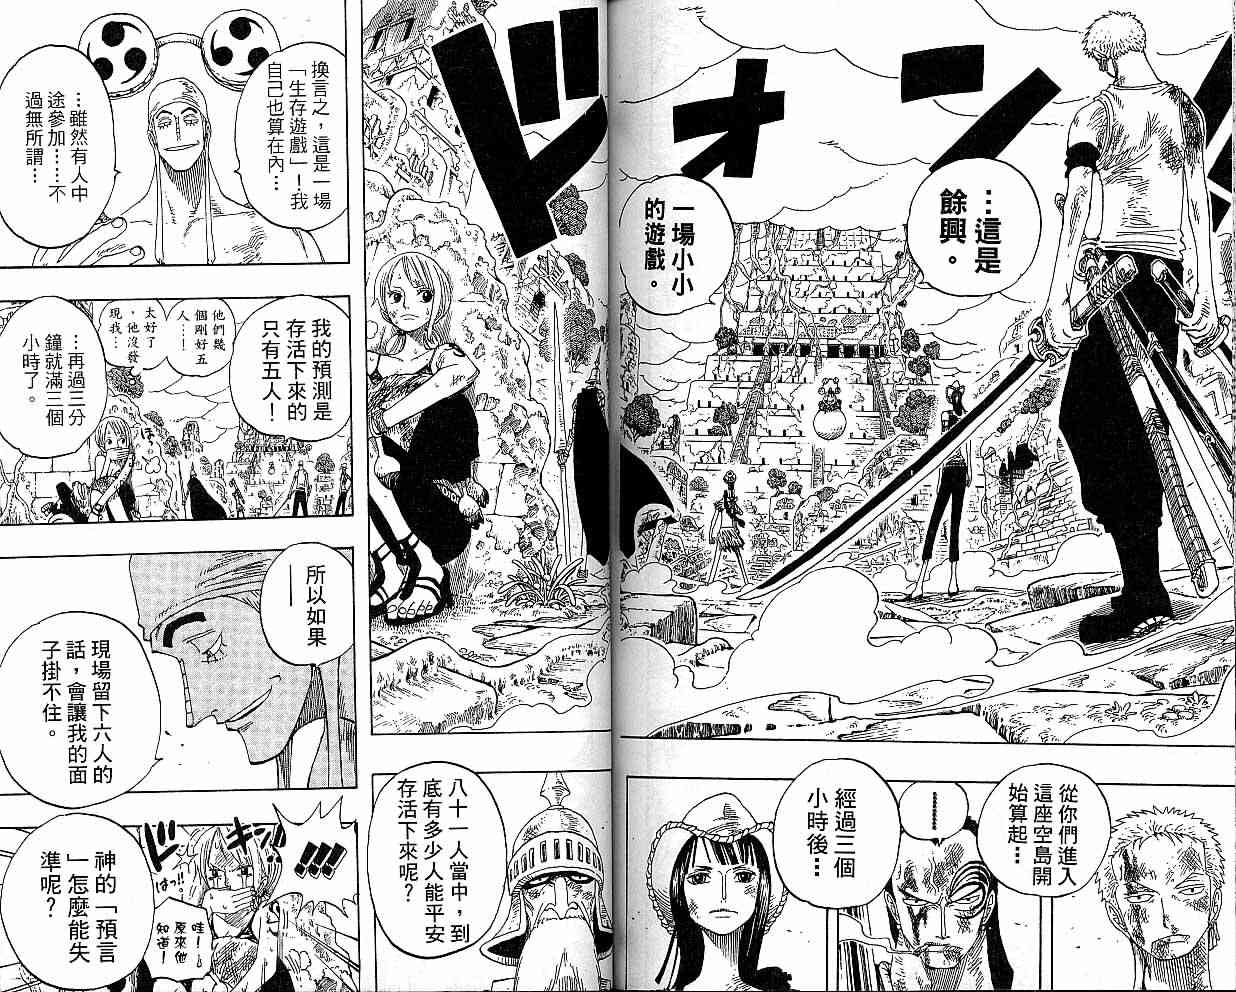 …這是
餘興。
一場小小
的遊戲。
ドォン!!
從你們進入
這座空島開
始算起…
………
經過三個
小時後…
八十一人當中，到
底有多少人能平安
存活下來呢？
換言之，這是一場
「生存遊戲」！我
自己也算在內…
…雖然有人中
途參加……不
過無所謂…
我的預測是
存活下來的
只有五人！
他們幾
個剛好五
人…！
太好了
，他沒發
現我…
ほっ
…再過三分
鐘就滿三個
小時了。
所以如果
——
現場留下六人的
話，會讓我的面
子掛不住。
!!!
ドキン!!
はっ!!
哇！
原來他
知道！
神的「預言
」怎麼能失
準呢？